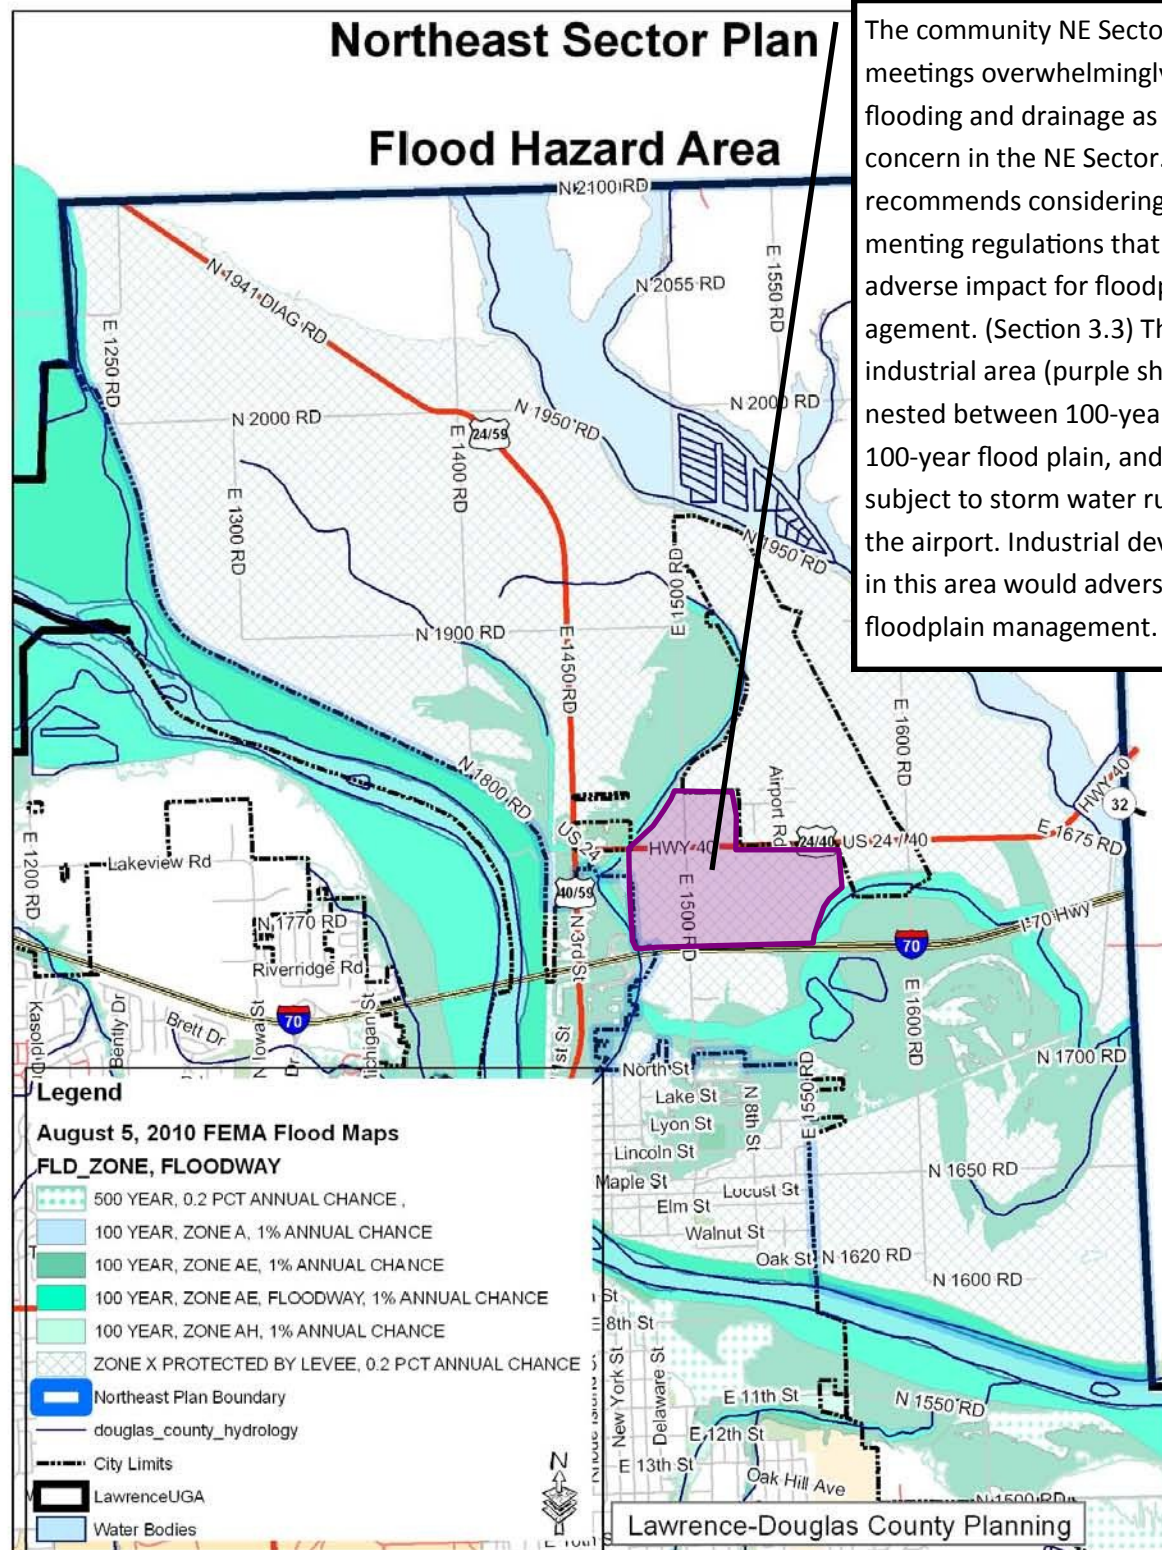 Northeast Sector Plan
Flood Hazard Area
The community NE Secto
meetings overwhelmingly
flooding and drainage as
concern in the NE Sector.
recommends considering
menting regulations that
adverse impact for floodp
agement. (Section 3.3) Th
industrial area (purple sh
nested between 100-yea
100-year flood plain, and
subject to storm water ru
the airport. Industrial dev
in this area would advers
floodplain management.
N 2100 RD
N 1941 DIAG RD
E 1250 RD
N 2055 RD
E 1550 RD
N 2000 RD
E 1400 RD
24/59
N 1950 RD
N 2000 RD
E 1300 RD
N 1950 RD
E 1500 RD
N 1900 RD
E 1450 RD
E 1600 RD
N 1800 RD
Airport Rd
HWY 40
32
E 1675 RD
US 24
HWY 40
24/40
US 24 / 40
E 1200 RD
Lakeview Rd
40/59
E 1500 RD
N 1770 RD
N 3rd St
I-70 Hwy
70
Riverridge Rd
E 1600 RD
Kasold Dr
Bently Dr
Brett Dr
N Iowa St
70
Dr
N 1st St
North St
N 1700 RD
Lake St
N 8th St
E 1550 RD
Lyon St
Lincoln St
Maple St
Locust St
N 1650 RD
Elm St
Walnut St
Oak St
N 1620 RD
N 1600 RD
St
E 8th St
New York St
Delaware St
E 11th St
N 1550 RD
E 12th St
E 13th St
Oak Hill Ave
N 1500 RD
Legend
August 5, 2010 FEMA Flood Maps
FLD_ZONE, FLOODWAY
500 YEAR, 0.2 PCT ANNUAL CHANCE ,
100 YEAR, ZONE A, 1% ANNUAL CHANCE
100 YEAR, ZONE AE, 1% ANNUAL CHANCE
100 YEAR, ZONE AE, FLOODWAY, 1% ANNUAL CHANCE
100 YEAR, ZONE AH, 1% ANNUAL CHANCE
ZONE X PROTECTED BY LEVEE, 0.2 PCT ANNUAL CHANCE
Northeast Plan Boundary
douglas_county_hydrology
City Limits
LawrenceUGA
Water Bodies
N
Lawrence-Douglas County Planning